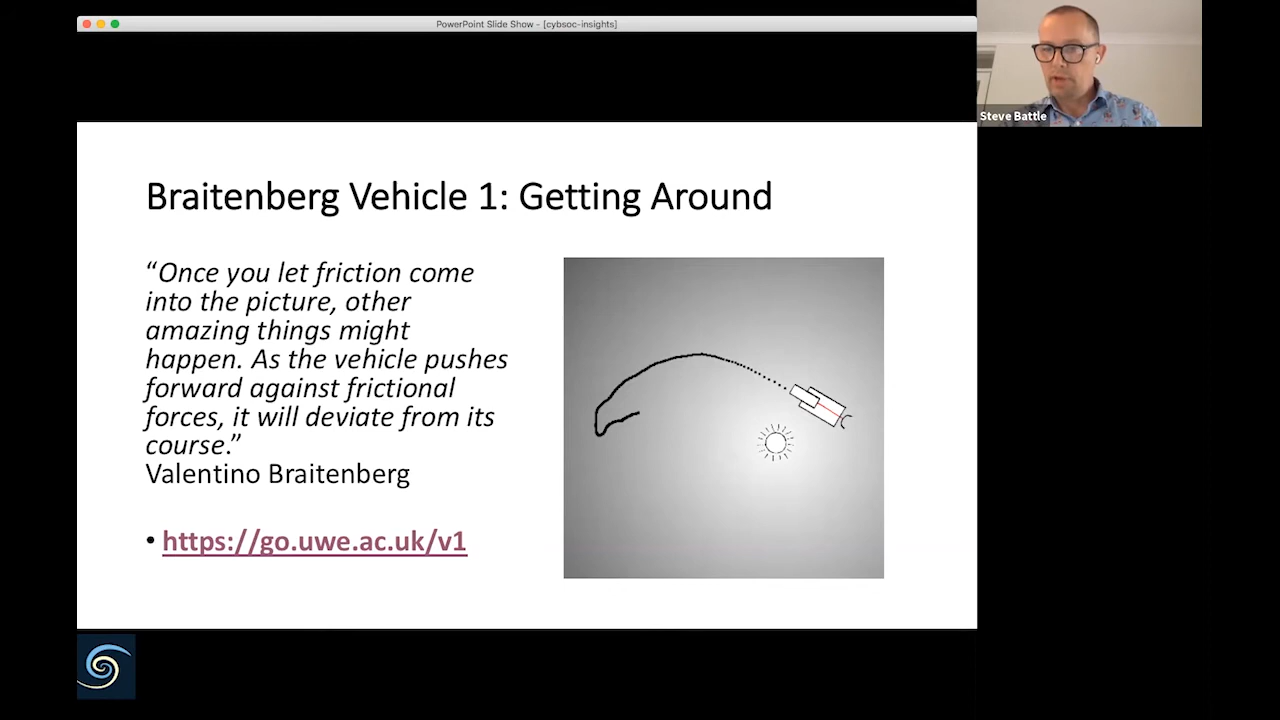 PowerPoint Slide Show - [cybsoc-insights]
Steve Battle
Braitenberg Vehicle 1: Getting Around
“Once you let friction come
into the picture, other
amazing things might
happen. As the vehicle pushes
forward against frictional
forces, it will deviate from its
course.”
Valentino Braitenberg
• https://go.uwe.ac.uk/v1